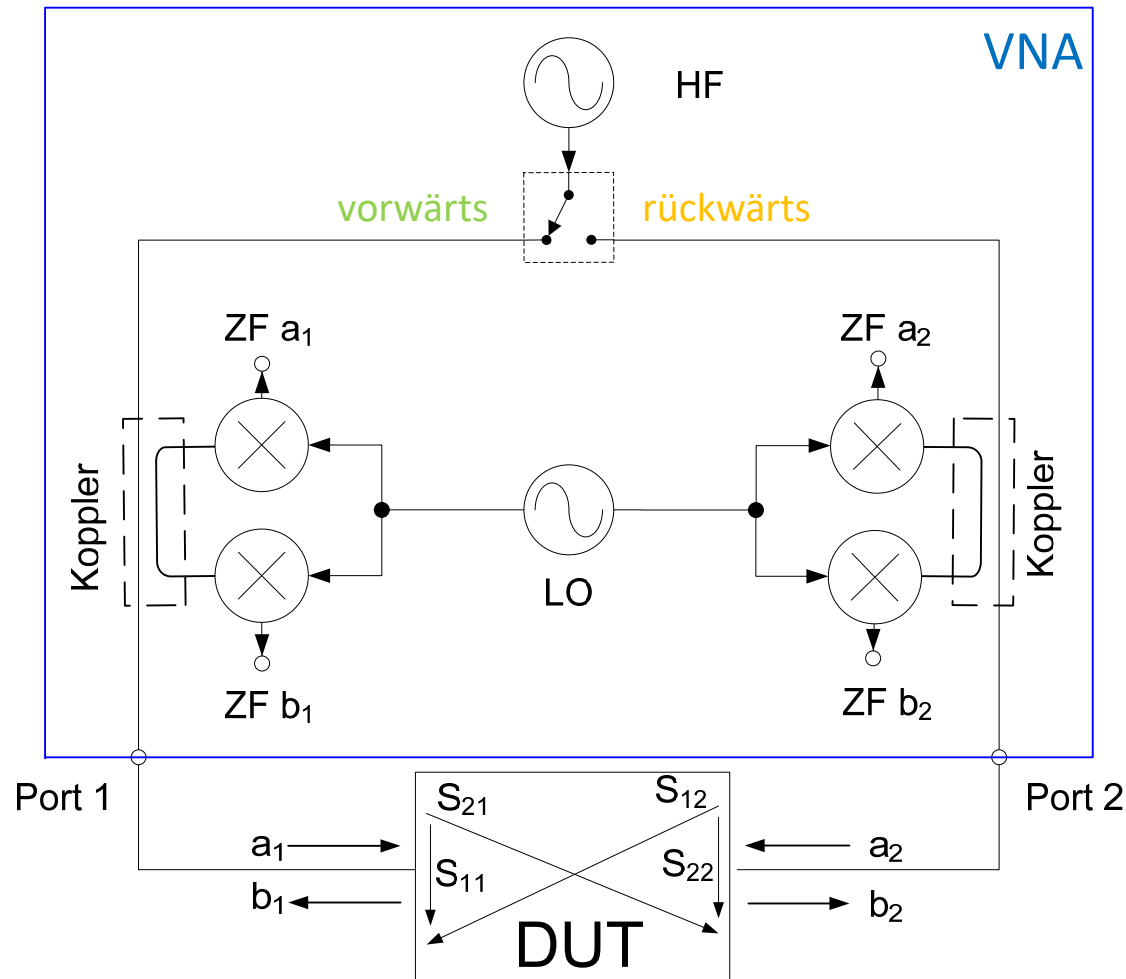 VNA
HF
vorwärts
rückwärts
ZF a₁
ZF a₂
Koppler
Koppler
LO
ZF b₁
ZF b₂
Port 1
Port 2
S₂₁
S₁₂
a₁
a₂
S₁₁
S₂₂
b₁
b₂
DUT